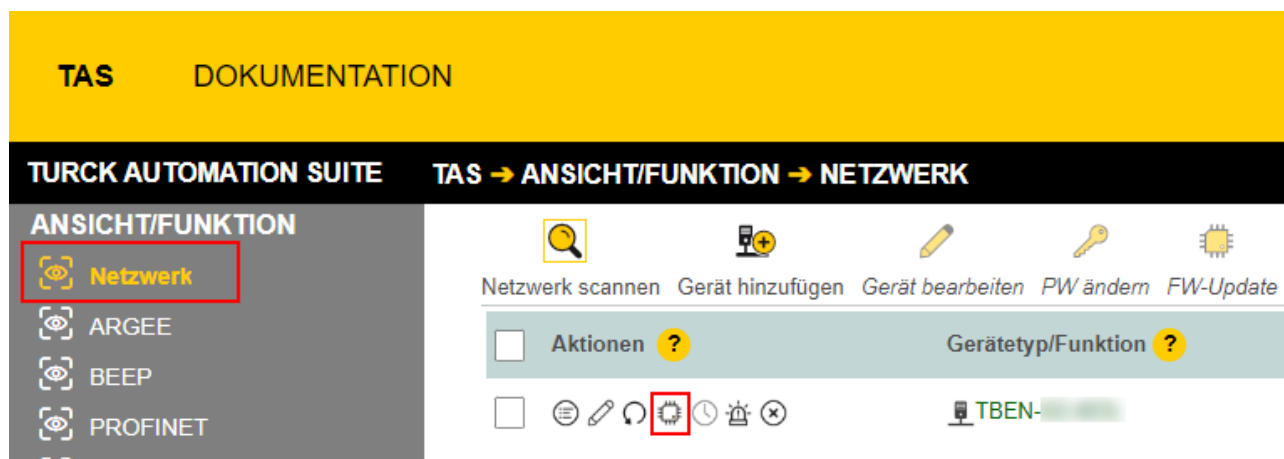 TAS DOKUMENTATION
TURCK AUTOMATION SUITE TAS ➔ ANSICHT/FUNKTION ➔ NETZWERK
ANSICHT/FUNKTION
Netzwerk
ARGEE
BEEP
PROFINET
Netzwerk scannen Gerät hinzufügen Gerät bearbeiten PW ändern FW-Update
Aktionen ? Gerätetyp/Funktion ?
TBEN-